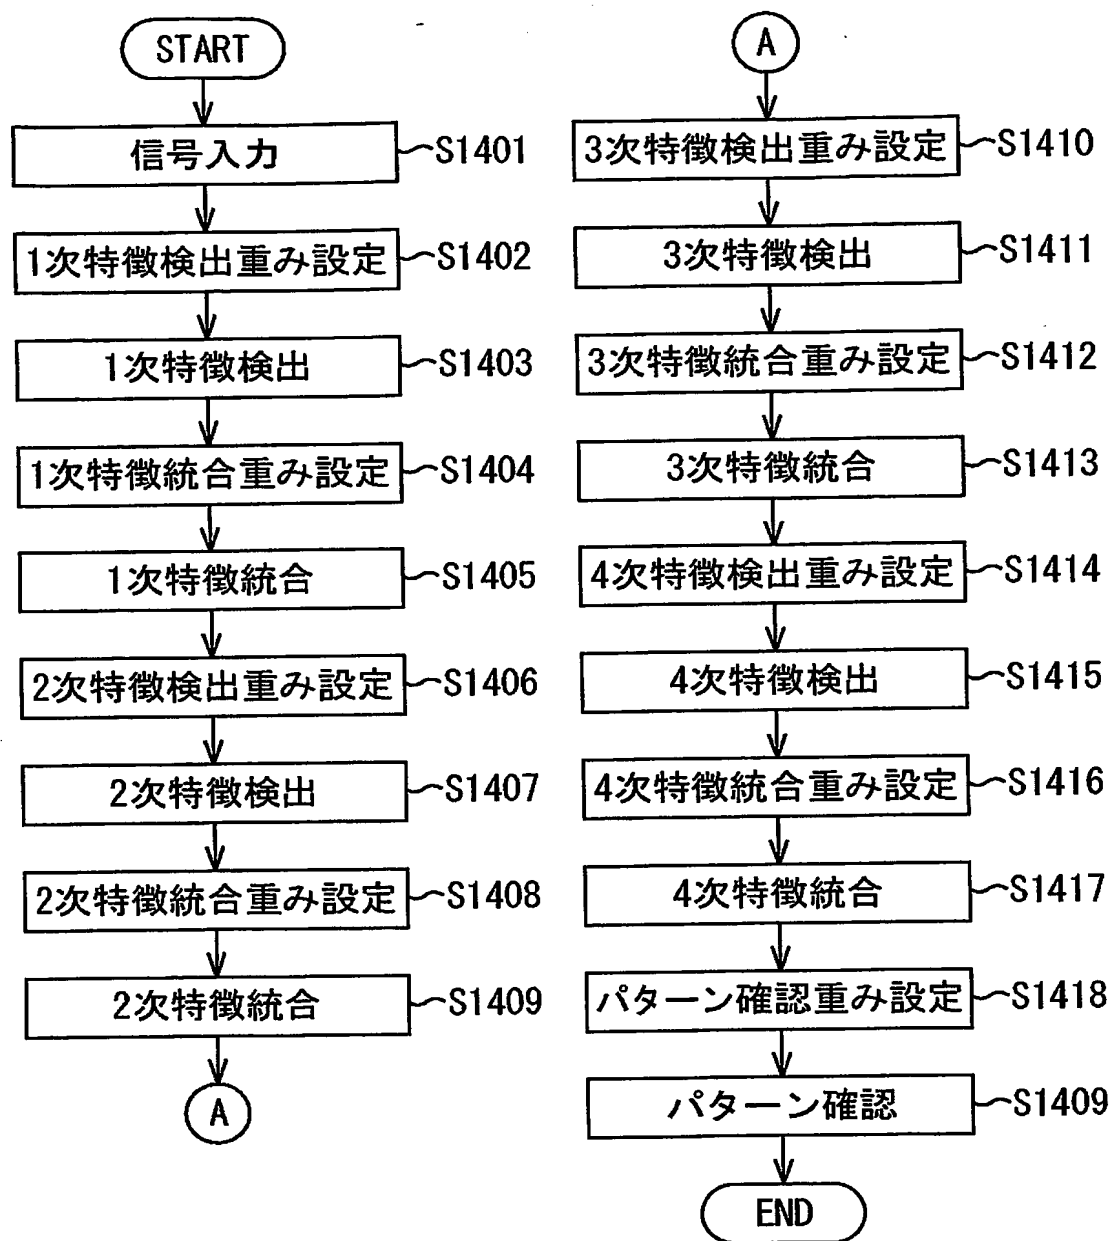 START
信号入力 S1401
1次特徴検出重み設定 S1402
1次特徴検出 S1403
1次特徴統合重み設定 S1404
1次特徴統合 S1405
2次特徴検出重み設定 S1406
2次特徴検出 S1407
2次特徴統合重み設定 S1408
2次特徴統合 S1409
A
A
3次特徴検出重み設定 S1410
3次特徴検出 S1411
3次特徴統合重み設定 S1412
3次特徴統合 S1413
4次特徴検出重み設定 S1414
4次特徴検出 S1415
4次特徴統合重み設定 S1416
4次特徴統合 S1417
パターン確認重み設定 S1418
パターン確認 S1409
END